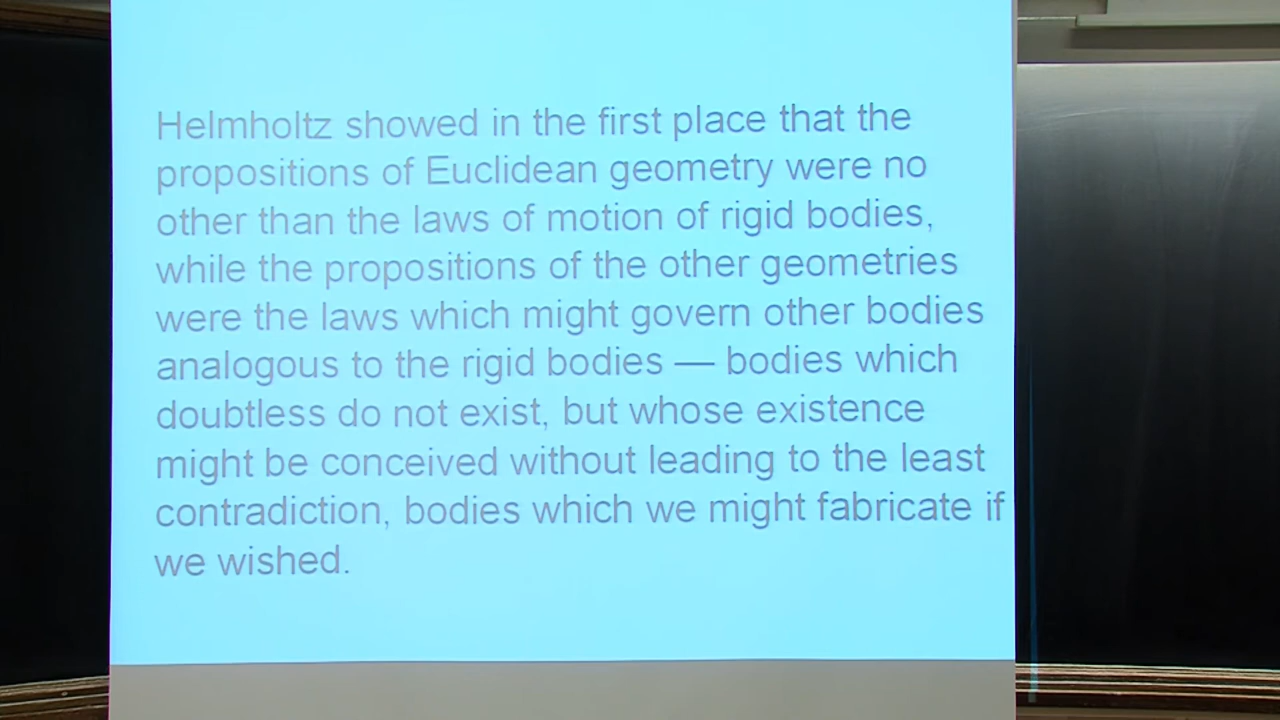 Helmholtz showed in the first place that the
propositions of Euclidean geometry were no
other than the laws of motion of rigid bodies,
while the propositions of the other geometries
were the laws which might govern other bodies
analogous to the rigid bodies — bodies which
doubtless do not exist, but whose existence
might be conceived without leading to the least
contradiction, bodies which we might fabricate if
we wished.